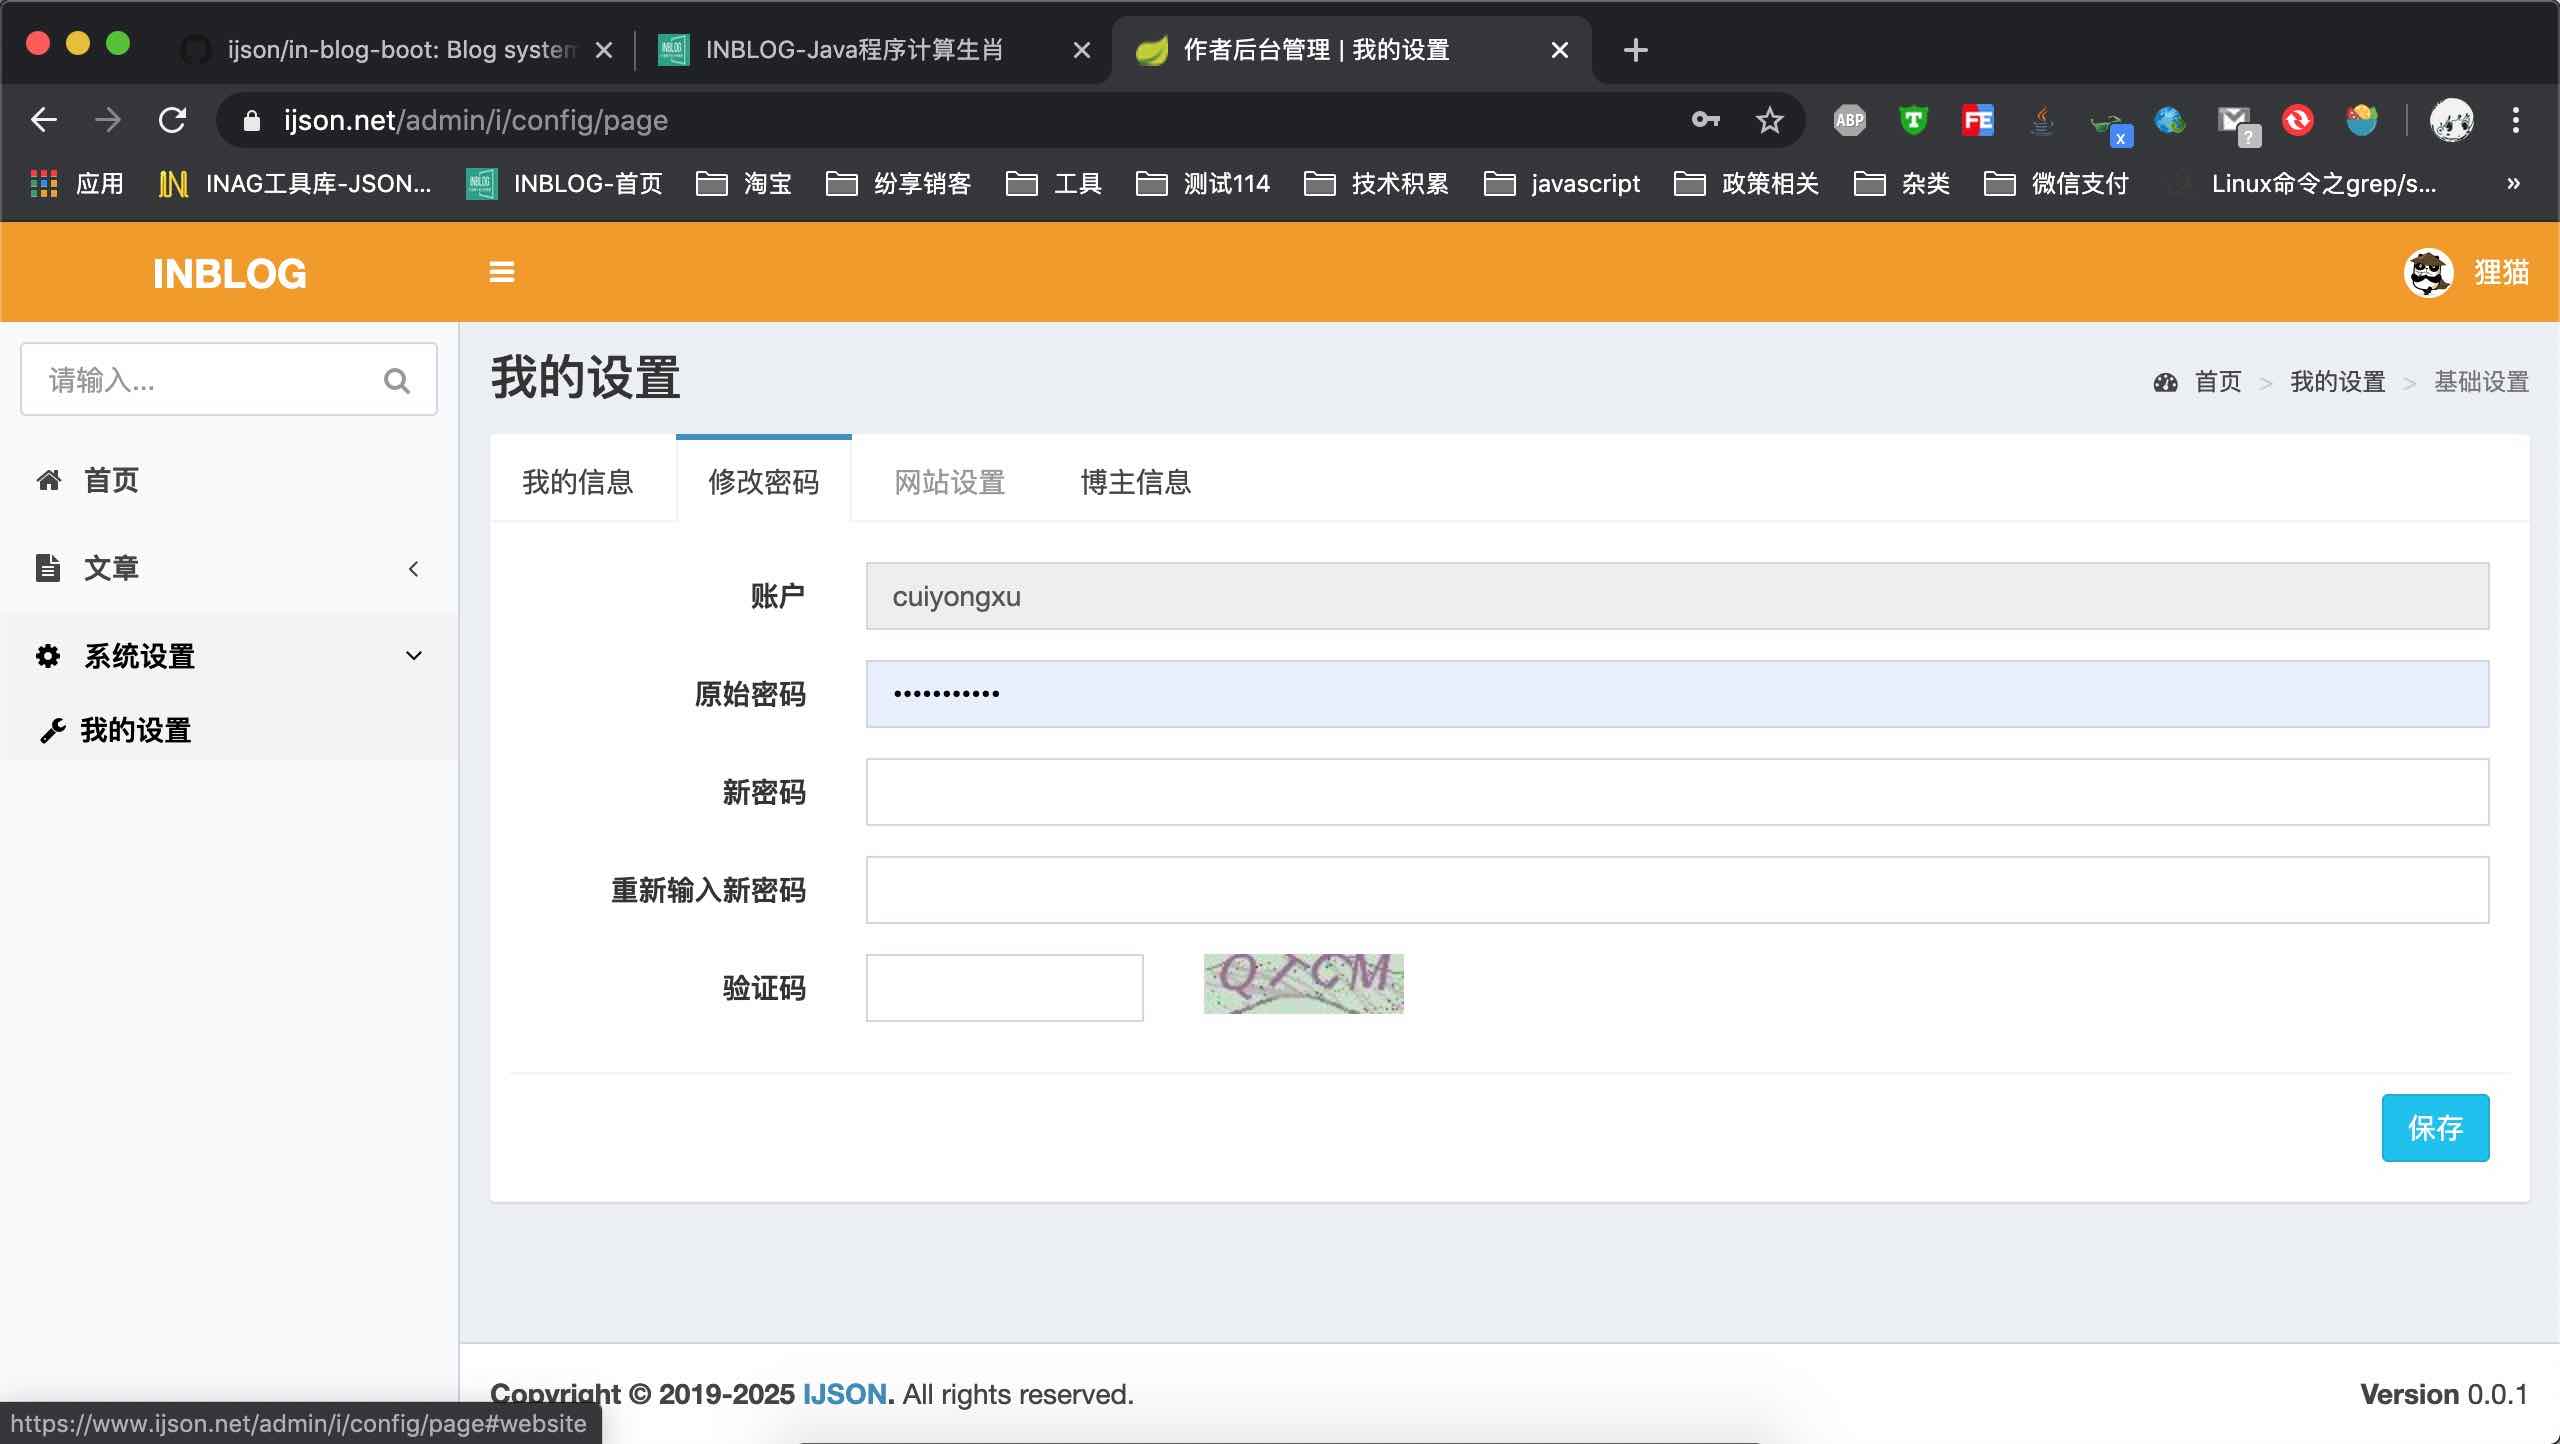 ijson/in-blog-boot: Blog system
INBLOG-Java程序计算生肖
作者后台管理 | 我的设置
ijson.net/admin/i/config/page
ABP
T
FE
x
?
应用
INAG工具库-JSON...
INBLOG-首页
淘宝
纷享销客
工具
测试114
技术积累
javascript
政策相关
杂类
微信支付
Linux命令之grep/s...
»
INBLOG
狸猫
请输入...
首页
文章
系统设置
我的设置
我的设置
首页 > 我的设置 > 基础设置
我的信息
修改密码
网站设置
博主信息
账户
cuiyongxu
原始密码
•••••••••••
新密码
重新输入新密码
验证码
QTCM
保存
Copyright © 2019-2025 IJSON. All rights reserved.
Version 0.0.1
https://www.ijson.net/admin/i/config/page#website